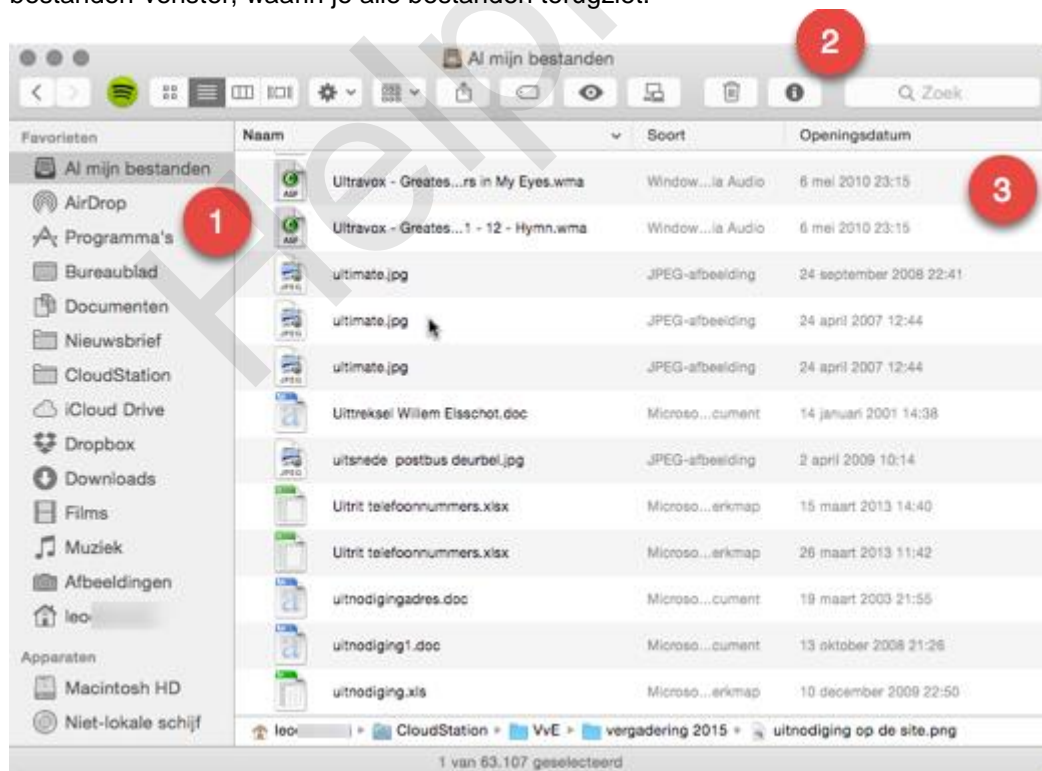 bestanden-venster, waarin je alle bestanden terugziet.
2
Al mijn bestanden
Zoek
Favorieten
Naam
Soort
Openingsdatum
Al mijn bestanden
AirDrop
Programma's
Bureaublad
Documenten
Nieuwsbrief
CloudStation
iCloud Drive
Dropbox
Downloads
Films
Muziek
Afbeeldingen
leo
Apparaten
Macintosh HD
Niet-lokale schijf
1
3
Ultravox - Greates...rs in My Eyes.wma Window...ia Audio 6 mei 2010 23:15
Ultravox - Greates...1 - 12 - Hymn.wma Window...ia Audio 6 mei 2010 23:15
ultimate.jpg JPEG-afbeelding 24 september 2008 22:41
ultimate.jpg JPEG-afbeelding 24 april 2007 12:44
ultimate.jpg JPEG-afbeelding 24 april 2007 12:44
Uittreksel Willem Elsschot.doc Microso...cument 14 januari 2001 14:38
uitsnede postbus deurbel.jpg JPEG-afbeelding 2 april 2009 10:14
Uitrit telefoonnummers.xlsx Microso...erkmap 15 maart 2013 14:40
Uitrit telefoonnummers.xlsx Microso...erkmap 26 maart 2013 11:42
uitnodigingadres.doc Microso...cument 19 maart 2003 21:55
uitnodiging1.doc Microso...cument 13 oktober 2008 21:26
uitnodiging.xls Microso...erkmap 10 december 2009 22:50
leo CloudStation VvE vergadering 2015 uitnodiging op de site.png
1 van 63.107 geselecteerd
Help